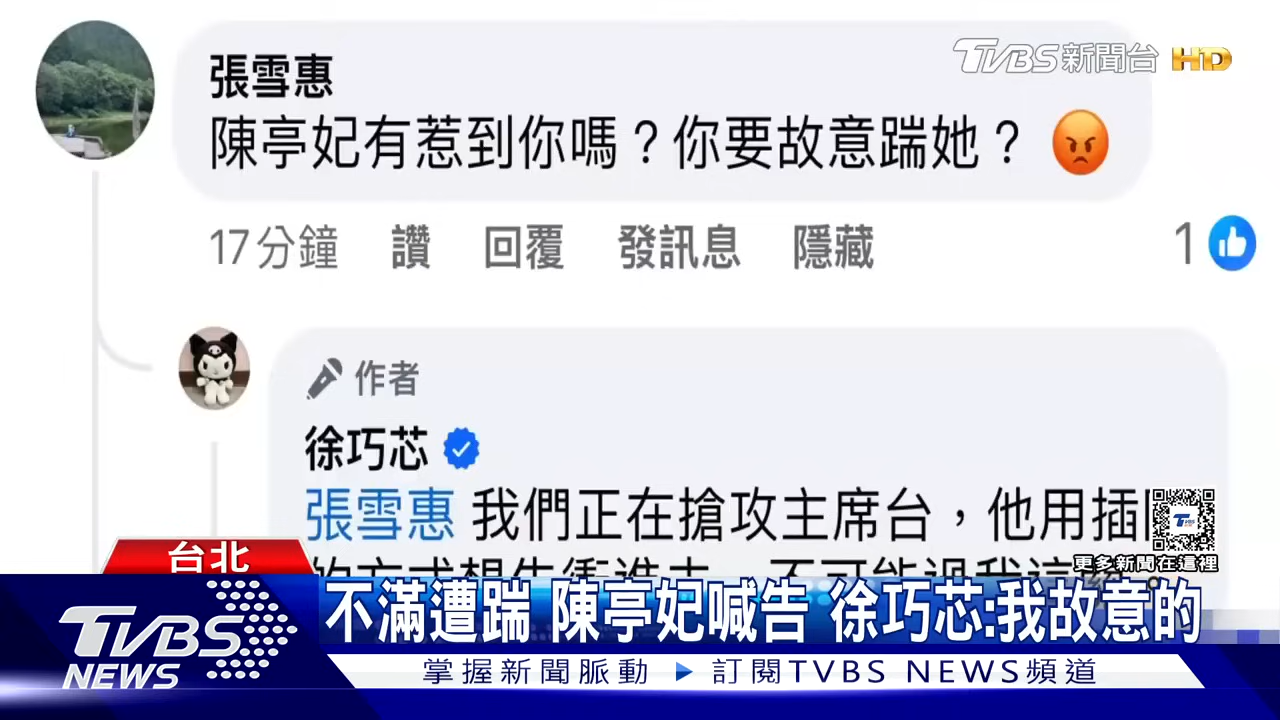 TVBS新聞台 HD
張雪惠
陳亭妃有惹到你嗎？你要故意踹她？
17分鐘 讚 回覆 發訊息 隱藏 1
作者
徐巧芯
張雪惠 我們正在搶攻主席台，他用插
更多新聞在這裡
台北
不滿遭踹 陳亭妃喊告 徐巧芯:我故意的
TVBS NEWS
掌握新聞脈動 ▶ 訂閱TVBS NEWS頻道